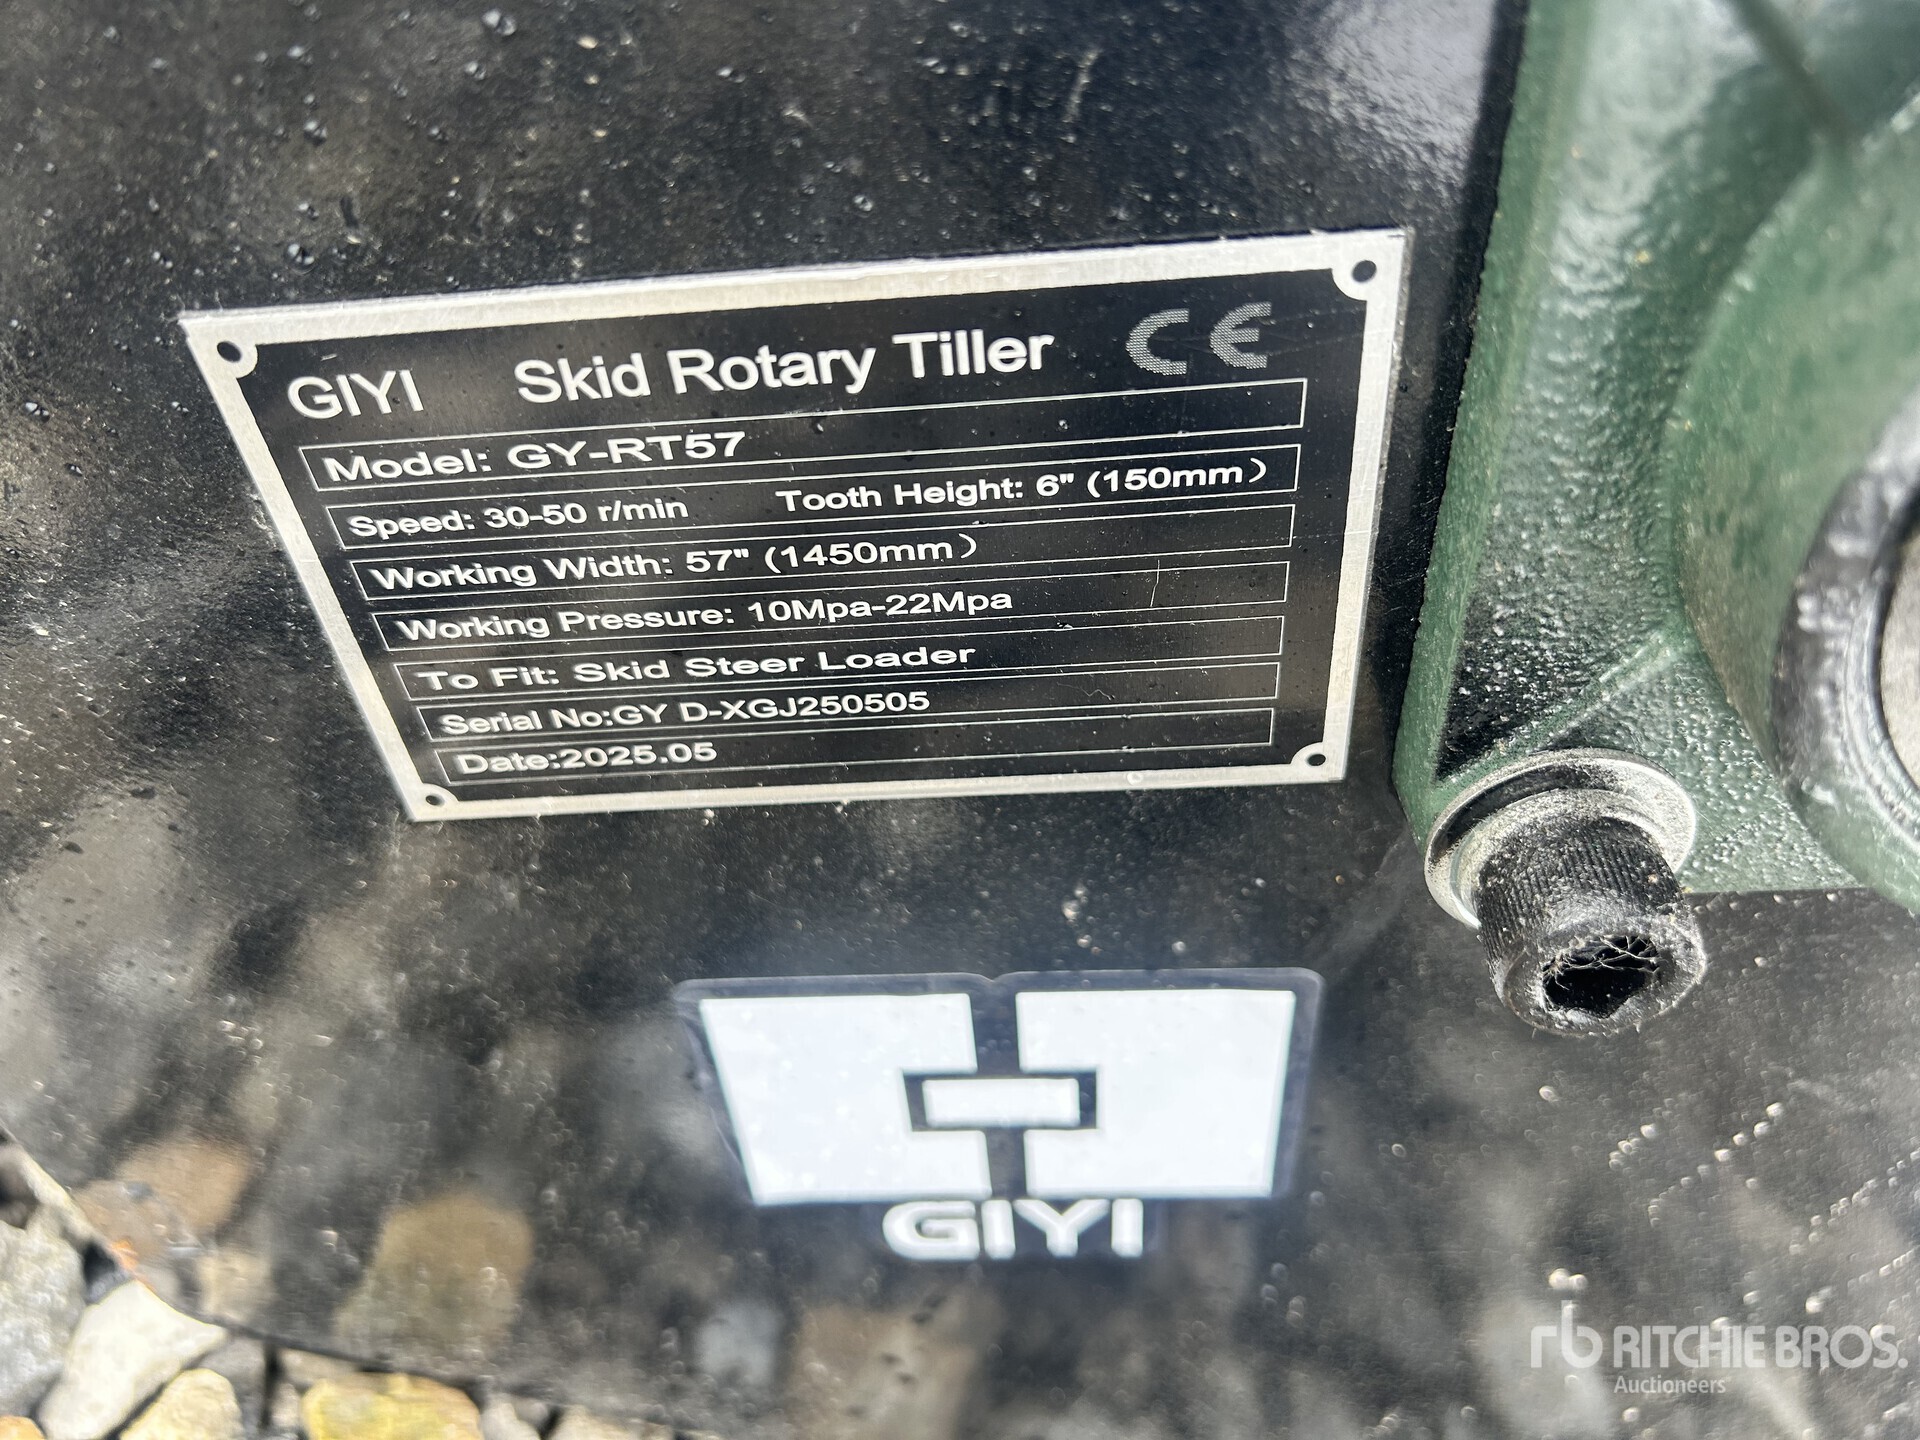 GIYI Skid Rotary Tiller CE
Model: GY-RT57
Speed: 30-50 r/min Tooth Height: 6" (150mm)
Working Width: 57" (1450mm)
Working Pressure: 10Mpa-22Mpa
To Fit: Skid Steer Loader
Serial No:GY D-XGJ250505
Date:2025.05
GIYI
rb RITCHIE BROS.
Auctioneers